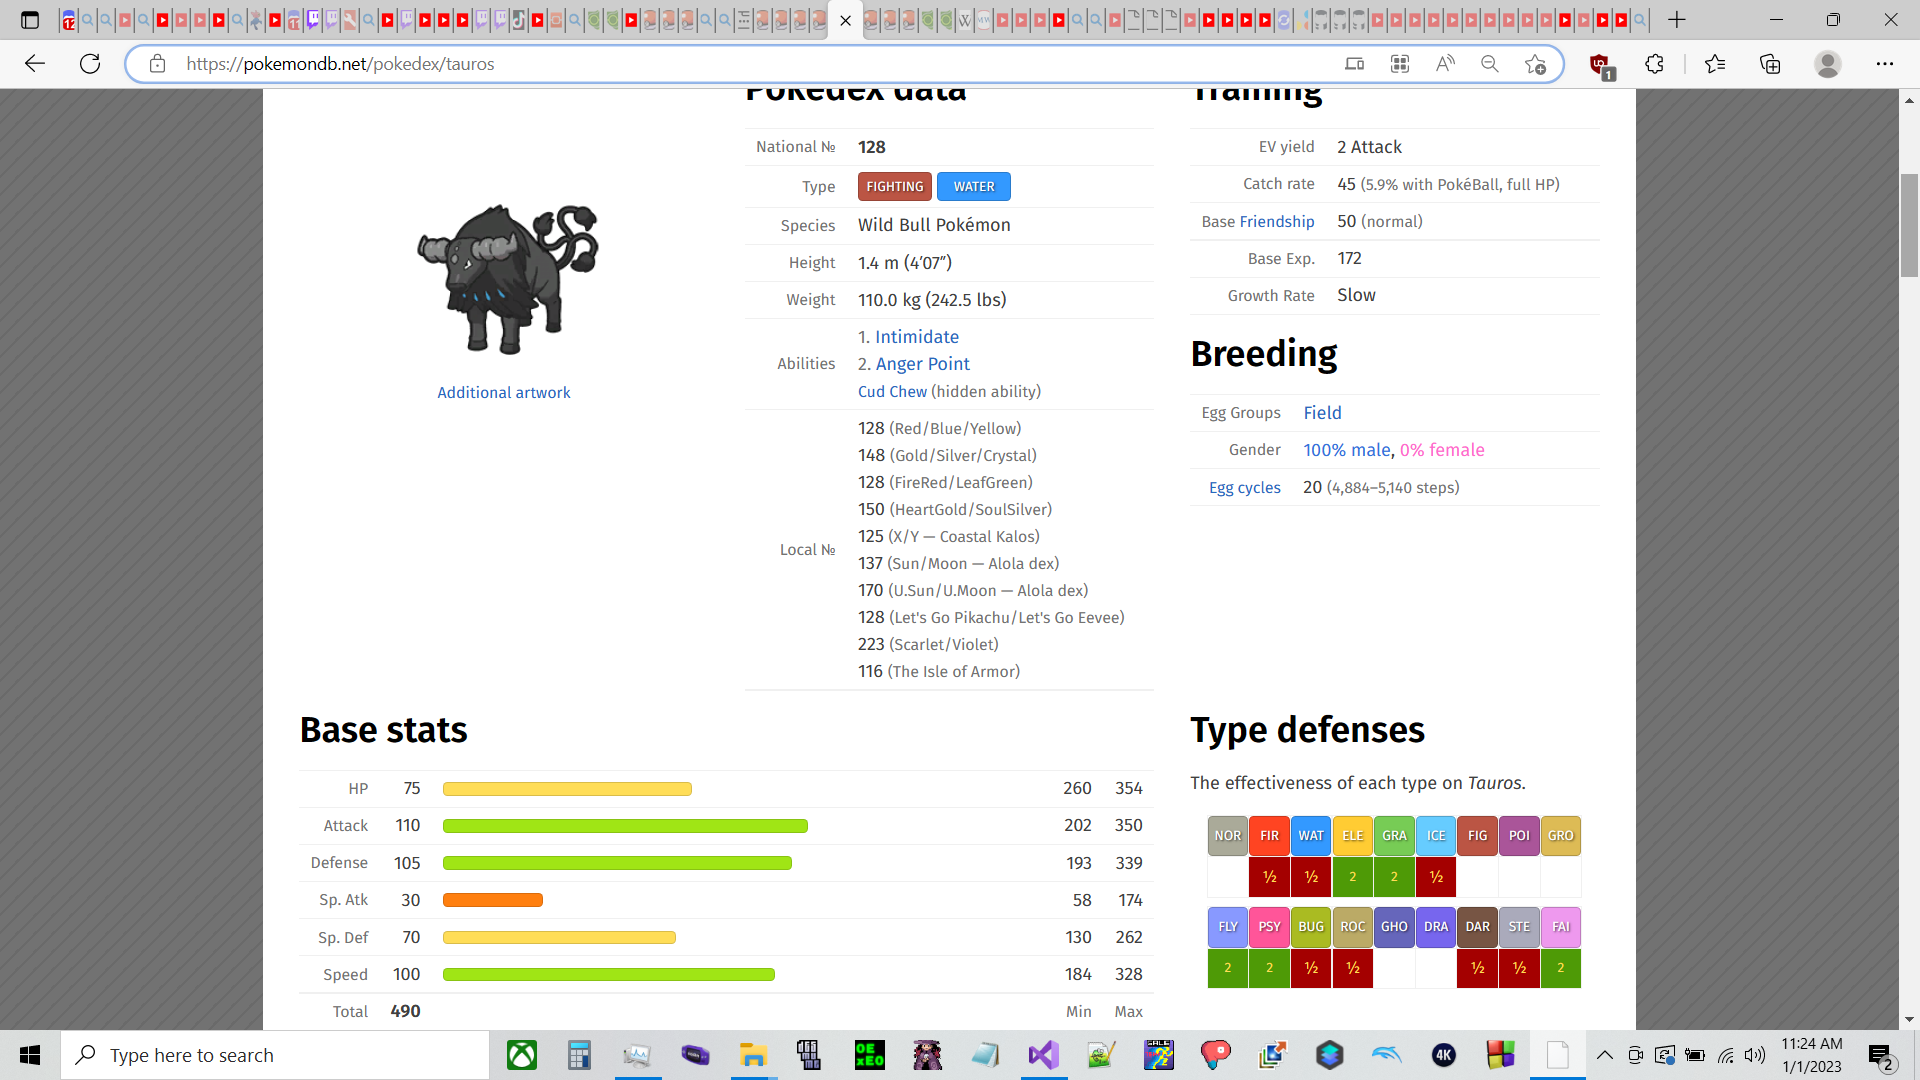 https://pokemondb.net/pokedex/tauros
1
Pokédex data
National № 128
Type FIGHTING WATER
Species Wild Bull Pokémon
Height 1.4 m (4′07″)
Weight 110.0 kg (242.5 lbs)
Abilities
1. Intimidate
2. Anger Point
Cud Chew (hidden ability)
Local №
128 (Red/Blue/Yellow)
148 (Gold/Silver/Crystal)
128 (FireRed/LeafGreen)
150 (HeartGold/SoulSilver)
125 (X/Y — Coastal Kalos)
137 (Sun/Moon — Alola dex)
170 (U.Sun/U.Moon — Alola dex)
128 (Let's Go Pikachu/Let's Go Eevee)
223 (Scarlet/Violet)
116 (The Isle of Armor)
Additional artwork
Training
EV yield 2 Attack
Catch rate 45 (5.9% with PokéBall, full HP)
Base Friendship 50 (normal)
Base Exp. 172
Growth Rate Slow
Breeding
Egg Groups Field
Gender 100% male, 0% female
Egg cycles 20 (4,884–5,140 steps)
Base stats
HP 75 260 354
Attack 110 202 350
Defense 105 193 339
Sp. Atk 30 58 174
Sp. Def 70 130 262
Speed 100 184 328
Total 490 Min Max
Type defenses
The effectiveness of each type on Tauros.
NOR FIR WAT ELE GRA ICE FIG POI GRO
½ ½ 2 2 ½
FLY PSY BUG ROC GHO DRA DAR STE FAI
2 2 ½ ½ ½ ½ 2
Type here to search
4K
11:24 AM
1/1/2023
2